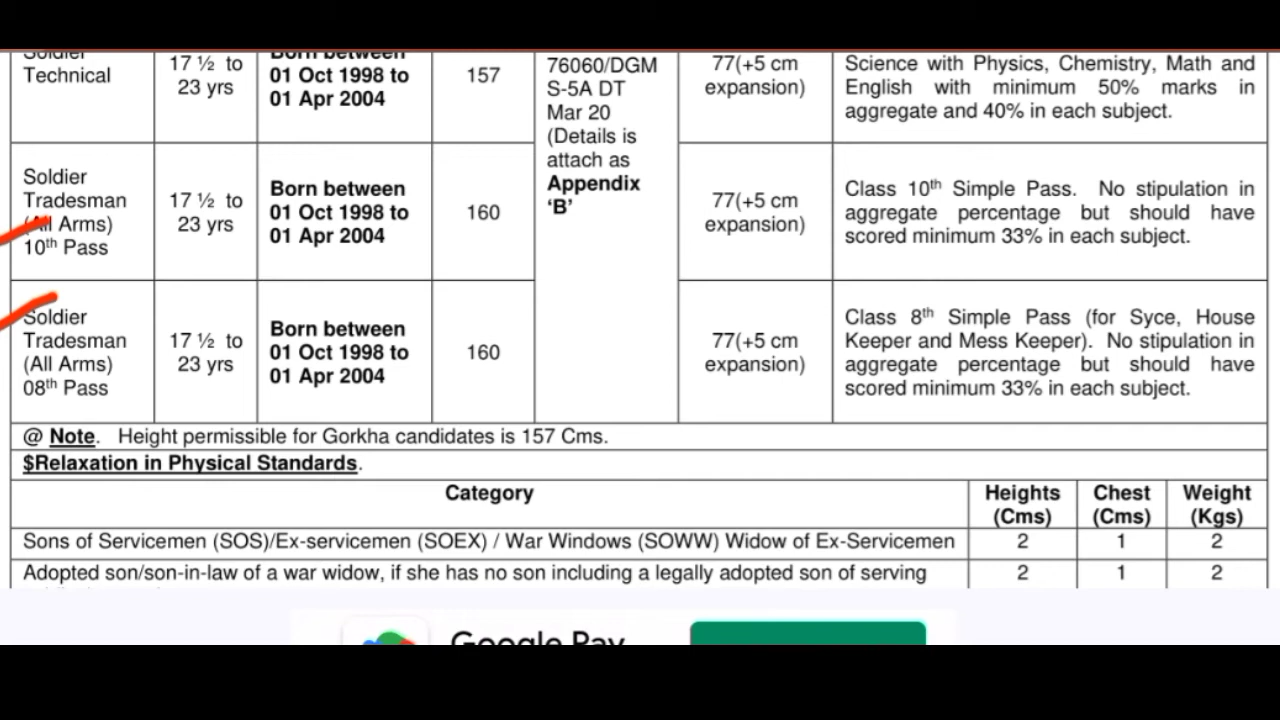 Soldier
Technical
17 ½ to
23 yrs
Born between
01 Oct 1998 to
01 Apr 2004
157
76060/DGM
S-5A DT
Mar 20
(Details is
attach as
Appendix
‘B’
77(+5 cm
expansion)
Science with Physics, Chemistry, Math and
English with minimum 50% marks in
aggregate and 40% in each subject.
Soldier
Tradesman
(All Arms)
10th Pass
17 ½ to
23 yrs
Born between
01 Oct 1998 to
01 Apr 2004
160
77(+5 cm
expansion)
Class 10th Simple Pass. No stipulation in
aggregate percentage but should have
scored minimum 33% in each subject.
Soldier
Tradesman
(All Arms)
08th Pass
17 ½ to
23 yrs
Born between
01 Oct 1998 to
01 Apr 2004
160
77(+5 cm
expansion)
Class 8th Simple Pass (for Syce, House
Keeper and Mess Keeper). No stipulation in
aggregate percentage but should have
scored minimum 33% in each subject.
@ Note. Height permissible for Gorkha candidates is 157 Cms.
$Relaxation in Physical Standards.
Category
Heights
(Cms)
Chest
(Cms)
Weight
(Kgs)
Sons of Servicemen (SOS)/Ex-servicemen (SOEX) / War Windows (SOWW) Widow of Ex-Servicemen 2 1 2
Adopted son/son-in-law of a war widow, if she has no son including a legally adopted son of serving 2 1 2
Google Pay